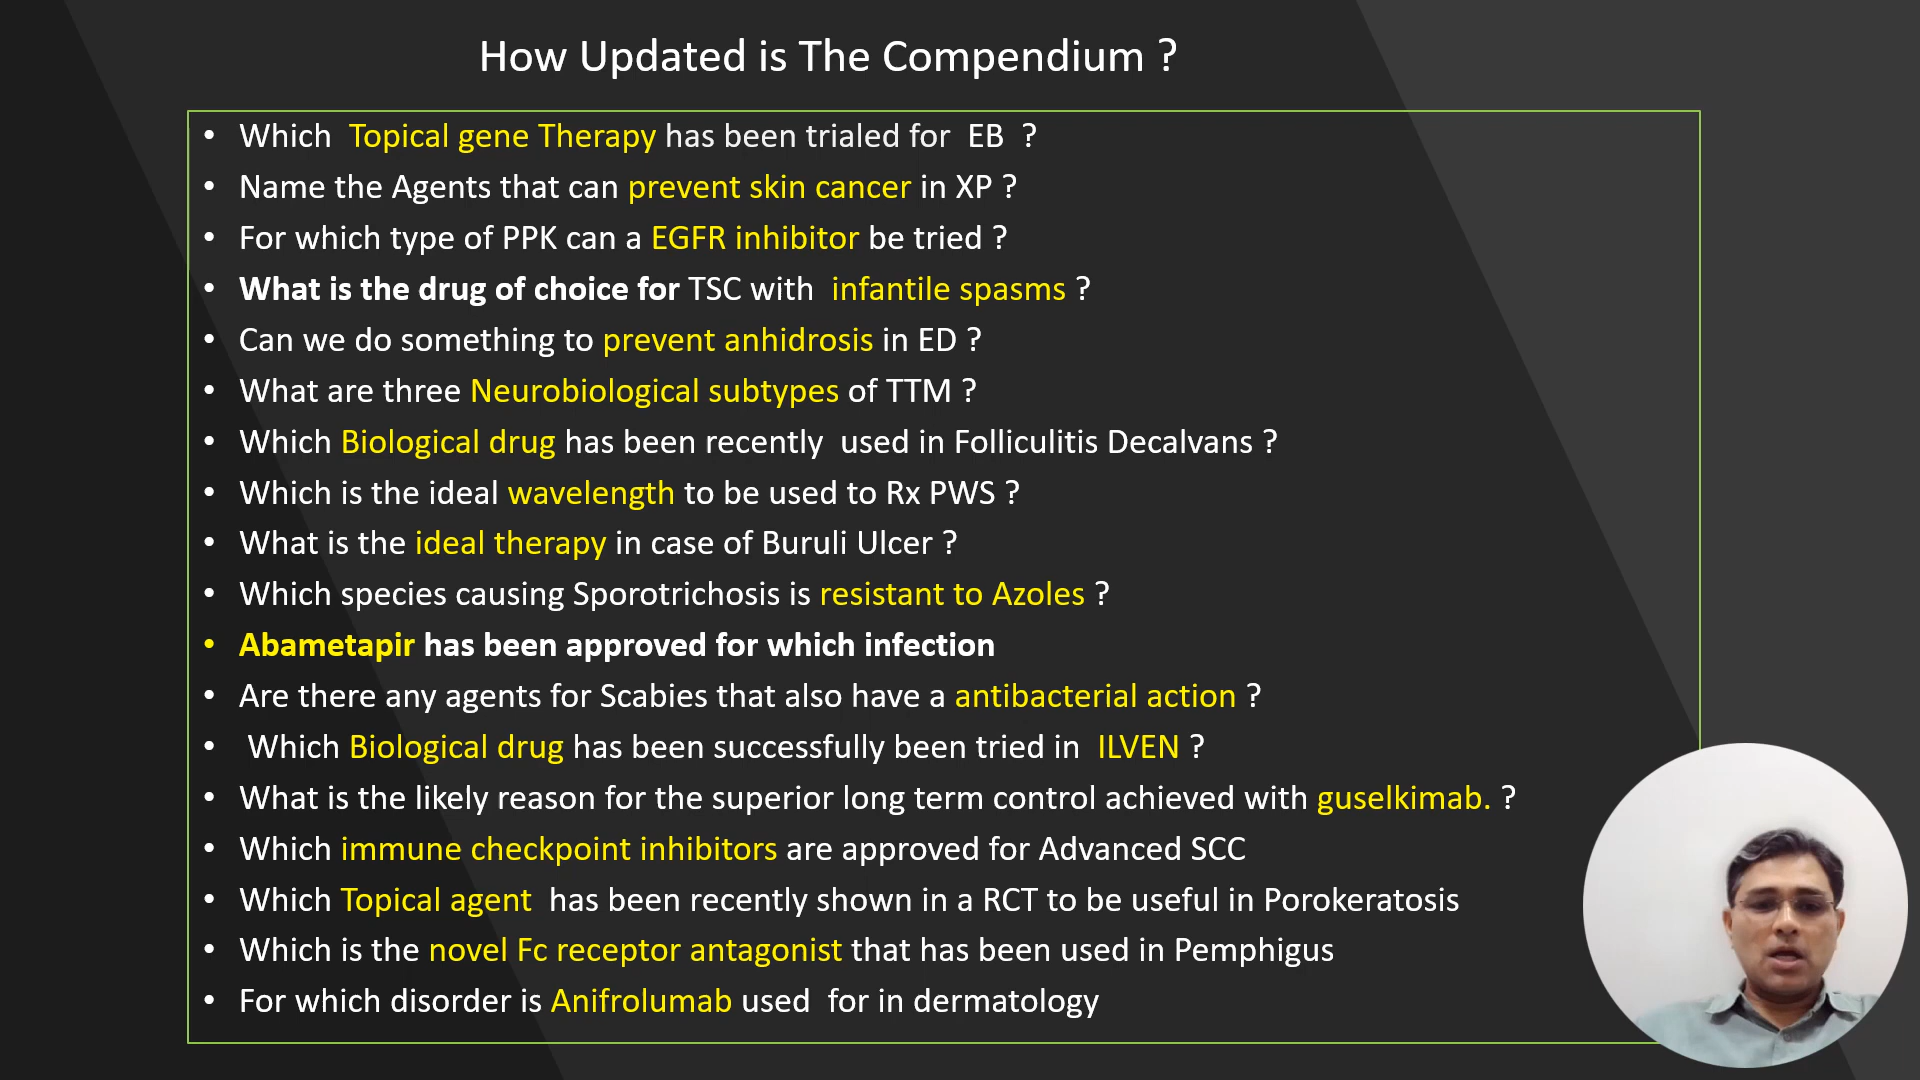 How Updated is The Compendium ?
• Which Topical gene Therapy has been trialed for EB ?
• Name the Agents that can prevent skin cancer in XP ?
• For which type of PPK can a EGFR inhibitor be tried ?
• What is the drug of choice for TSC with infantile spasms ?
• Can we do something to prevent anhidrosis in ED ?
• What are three Neurobiological subtypes of TTM ?
• Which Biological drug has been recently used in Folliculitis Decalvans ?
• Which is the ideal wavelength to be used to Rx PWS ?
• What is the ideal therapy in case of Buruli Ulcer ?
• Which species causing Sporotrichosis is resistant to Azoles ?
• Abametapir has been approved for which infection
• Are there any agents for Scabies that also have a antibacterial action ?
• Which Biological drug has been successfully been tried in ILVEN ?
• What is the likely reason for the superior long term control achieved with guselkimab. ?
• Which immune checkpoint inhibitors are approved for Advanced SCC
• Which Topical agent has been recently shown in a RCT to be useful in Porokeratosis
• Which is the novel Fc receptor antagonist that has been used in Pemphigus
• For which disorder is Anifrolumab used for in dermatology